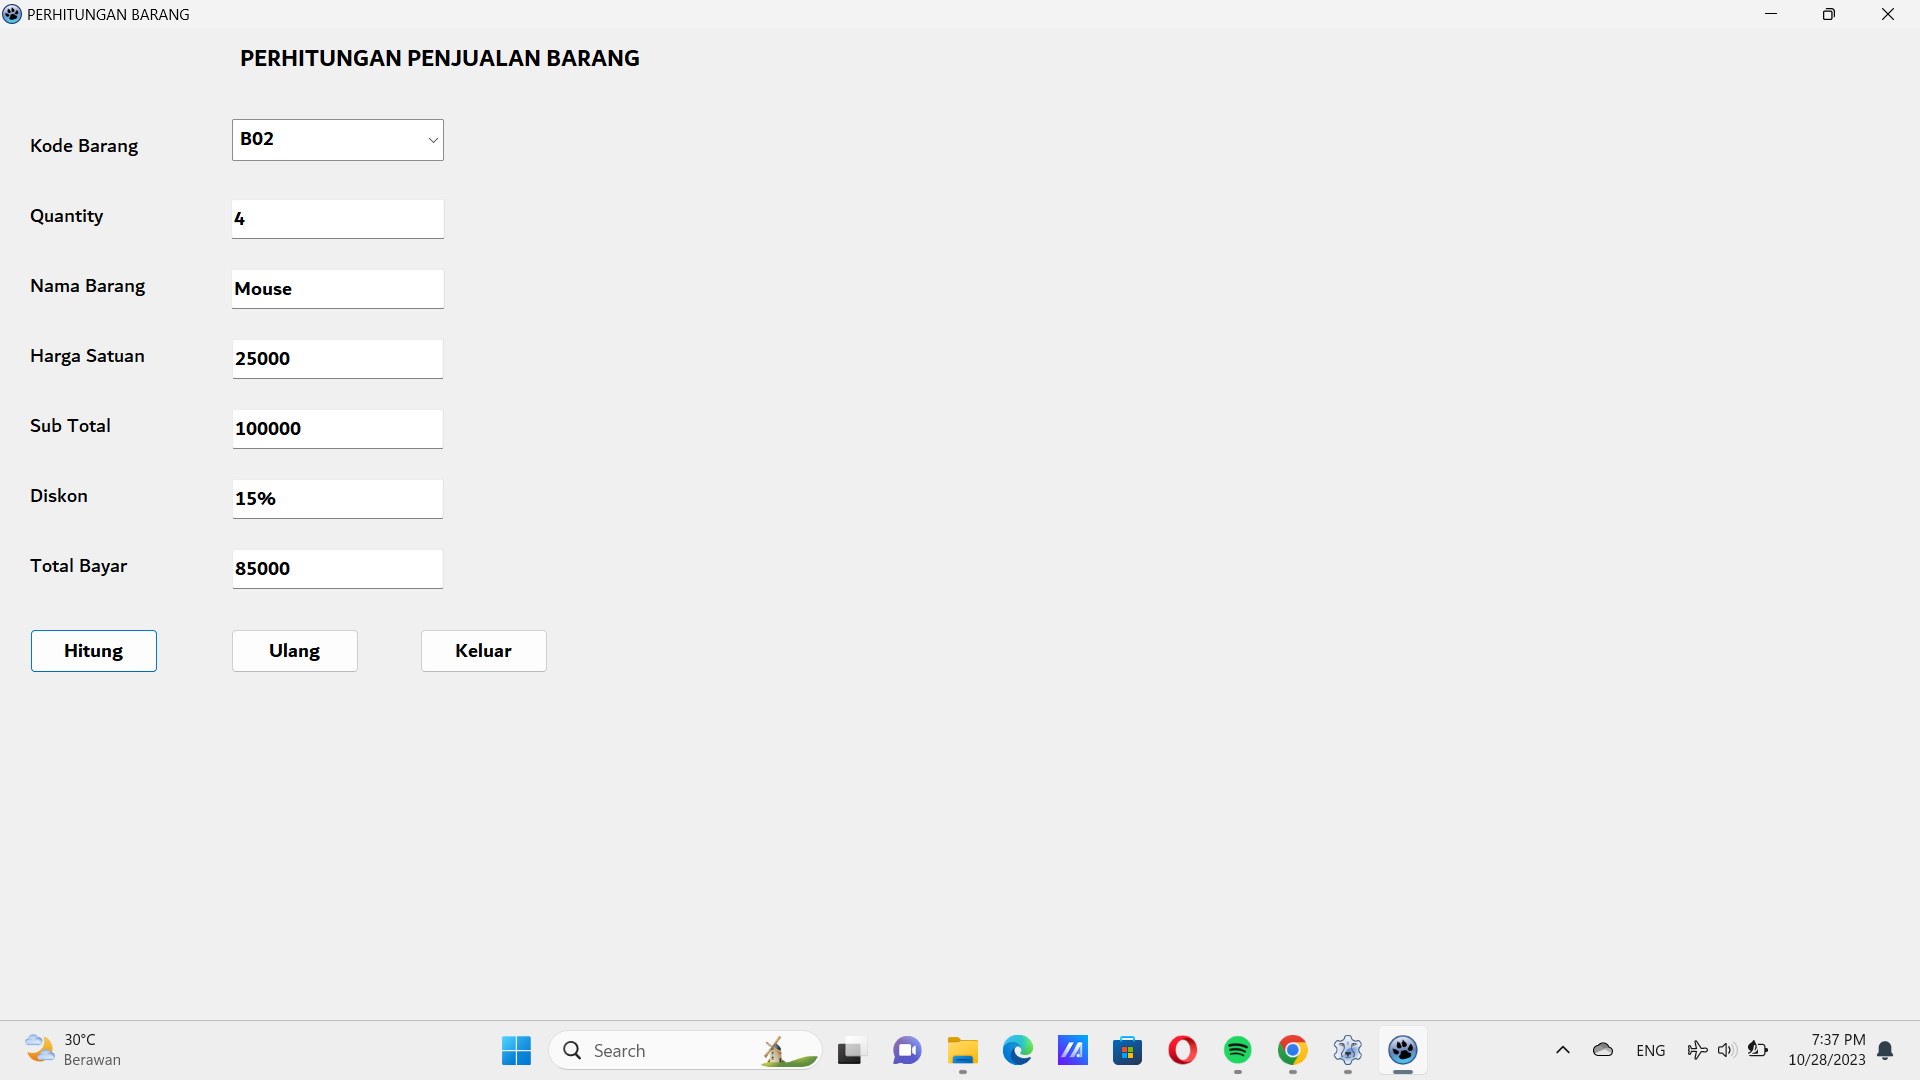 PERHITUNGAN BARANG
PERHITUNGAN PENJUALAN BARANG
Kode Barang B02
Quantity 4
Nama Barang Mouse
Harga Satuan 25000
Sub Total 100000
Diskon 15%
Total Bayar 85000
Hitung Ulang Keluar
30°C
Berawan
Search
ENG
7:37 PM
10/28/2023